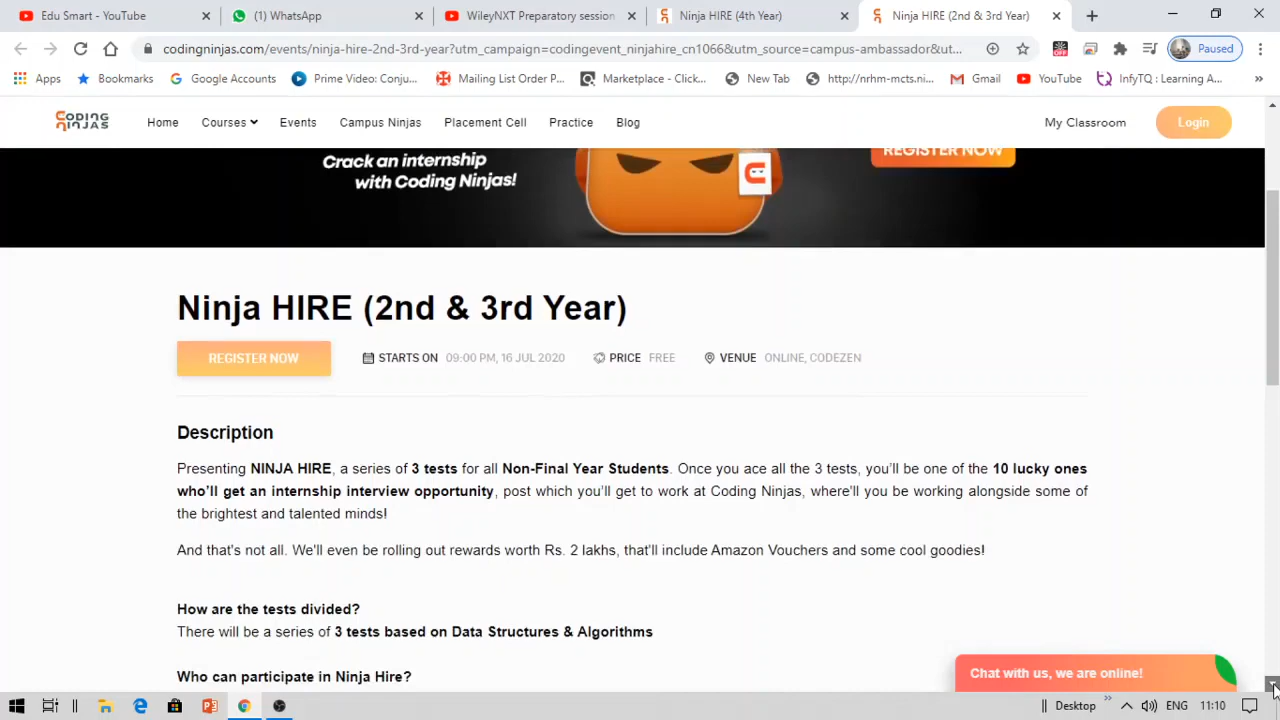 Edu Smart - YouTube
(1) WhatsApp
WileyNXT Preparatory session
Ninja HIRE (4th Year)
Ninja HIRE (2nd & 3rd Year)
codingninjas.com/events/ninja-hire-2nd-3rd-year?utm_campaign=codingevent_ninjahire_cn1066&utm_source=campus-ambassador&ut...
OFF
Paused
Apps
Bookmarks
Google Accounts
Prime Video: Conju...
Mailing List Order P...
Marketplace - Click...
New Tab
http://nrhm-mcts.ni...
Gmail
YouTube
InfyTQ : Learning A...
CODING NINJAS
Home
Courses
Events
Campus Ninjas
Placement Cell
Practice
Blog
My Classroom
Login
Crack an internship
with Coding Ninjas!
REGISTER NOW
Ninja HIRE (2nd & 3rd Year)
REGISTER NOW
STARTS ON 09:00 PM, 16 JUL 2020
PRICE FREE
VENUE ONLINE, CODEZEN
Description
Presenting NINJA HIRE, a series of 3 tests for all Non-Final Year Students. Once you ace all the 3 tests, you'll be one of the 10 lucky ones
who'll get an internship interview opportunity, post which you'll get to work at Coding Ninjas, where'll you be working alongside some of
the brightest and talented minds!
And that's not all. We'll even be rolling out rewards worth Rs. 2 lakhs, that'll include Amazon Vouchers and some cool goodies!
How are the tests divided?
There will be a series of 3 tests based on Data Structures & Algorithms
Who can participate in Ninja Hire?
Chat with us, we are online!
Desktop
ENG
11:10